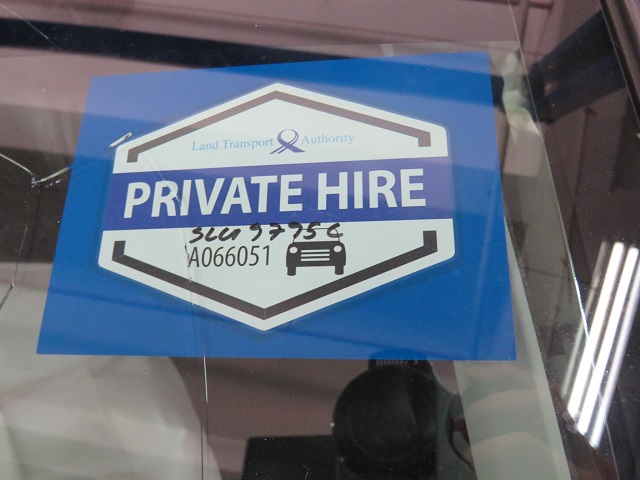 Land Transport Authority
PRIVATE HIRE
A066051